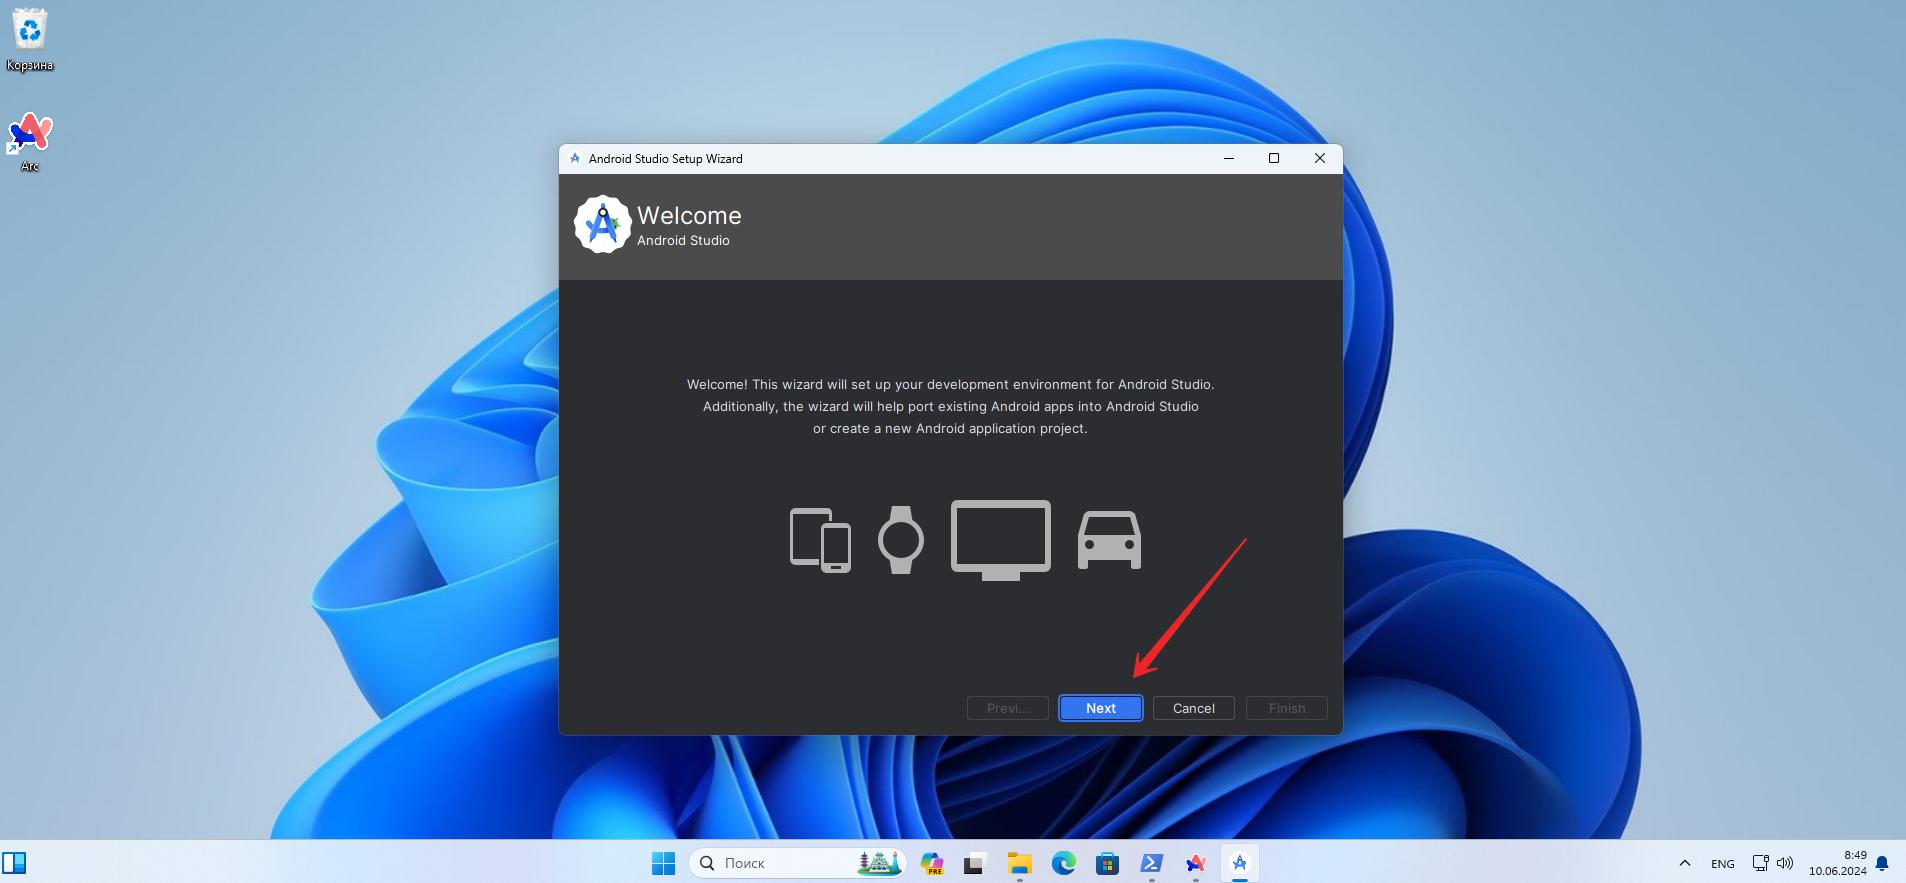 Корзина
Arc
Android Studio Setup Wizard
Welcome
Android Studio
Welcome! This wizard will set up your development environment for Android Studio.
Additionally, the wizard will help port existing Android apps into Android Studio
or create a new Android application project.
Previ...
Next
Cancel
Finish
Поиск
PRE
ENG
8:49
10.06.2024